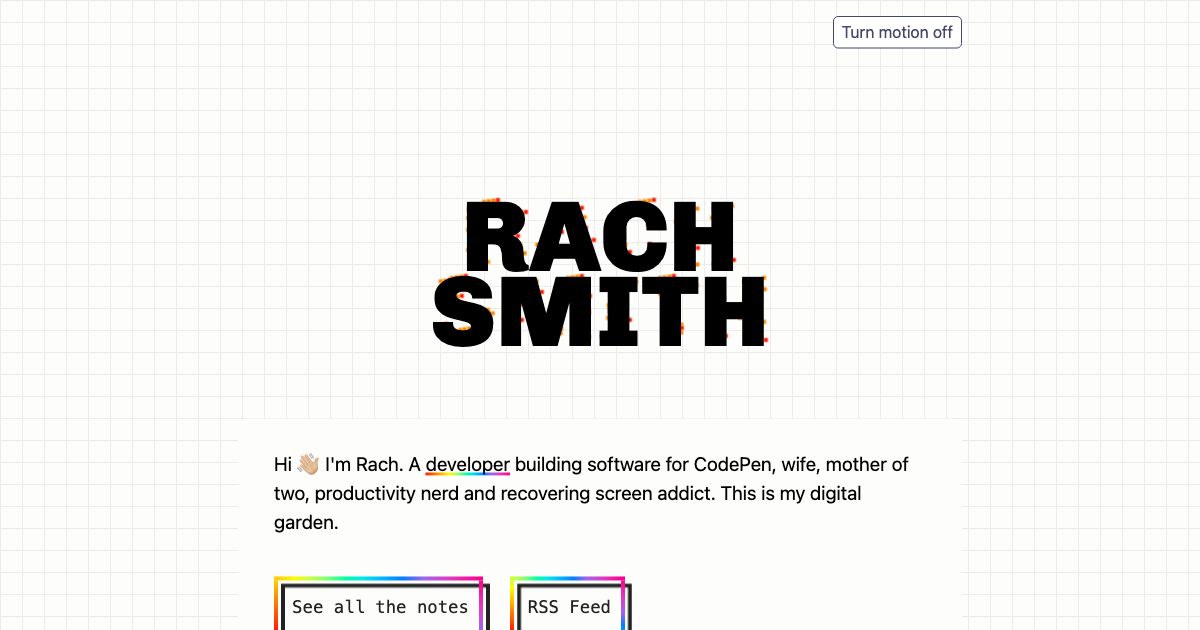 Turn motion off
RACH
SMITH
Hi 👋🏼 I'm Rach. A developer building software for CodePen, wife, mother of
two, productivity nerd and recovering screen addict. This is my digital
garden.
See all the notes
RSS Feed